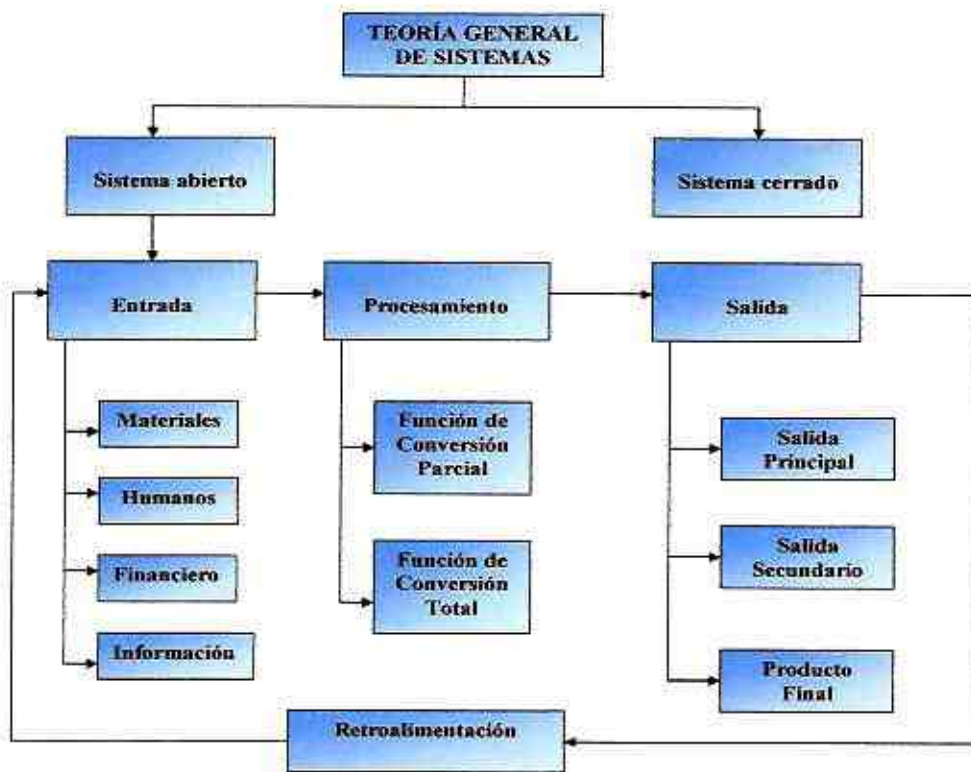 TEORÍA GENERAL
DE SISTEMAS
Sistema abierto
Sistema cerrado
Entrada
Procesamiento
Salida
Materiales
Humanos
Financiero
Información
Función de
Conversión
Parcial
Función de
Conversión
Total
Salida
Principal
Salida
Secundario
Producto
Final
Retroalimentación